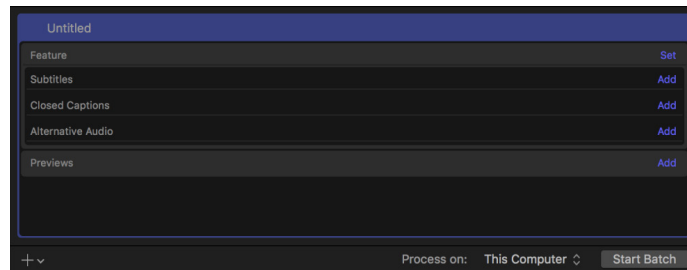 Untitled
Feature Set
Subtitles Add
Closed Captions Add
Alternative Audio Add
Previews Add
Process on: This Computer Start Batch